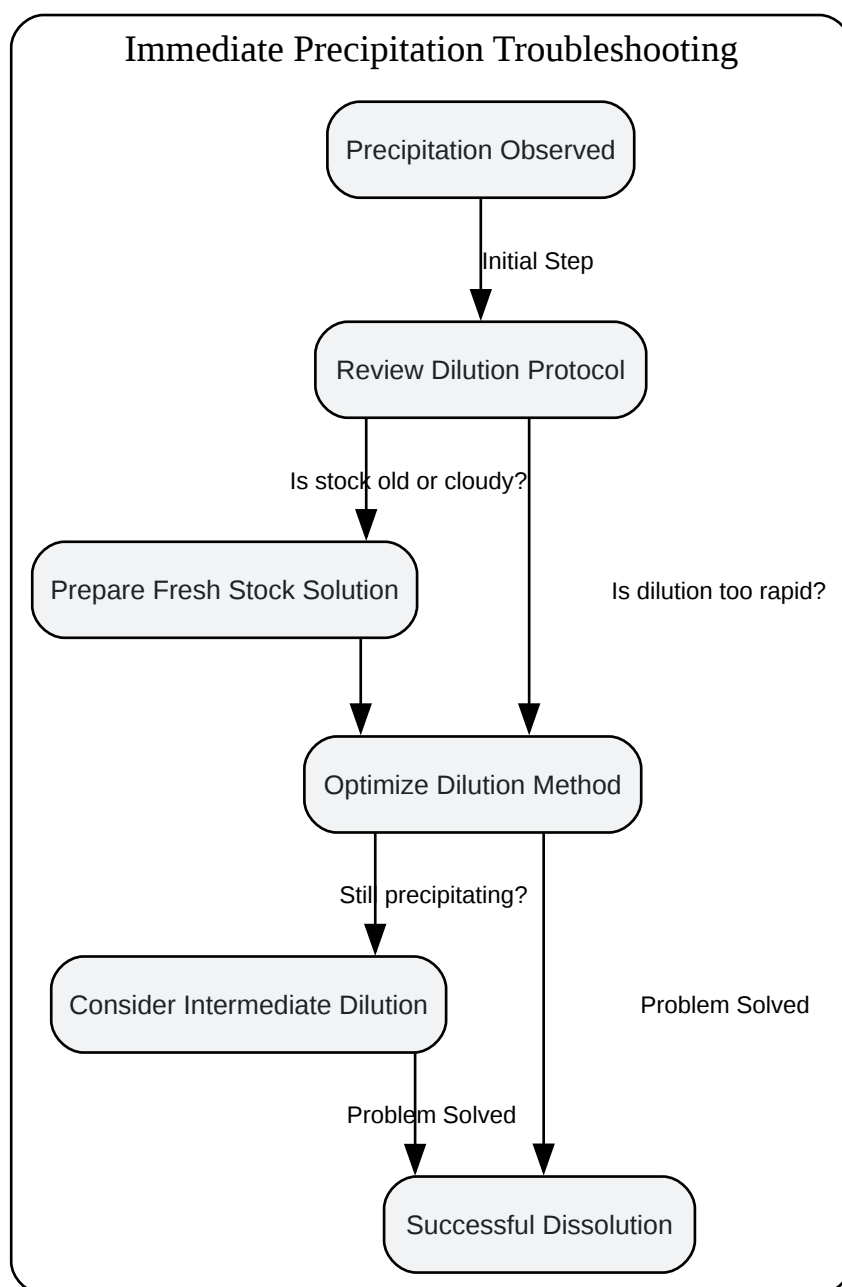 Immediate Precipitation Troubleshooting
Precipitation Observed
Initial Step
Review Dilution Protocol
Is stock old or cloudy?
Prepare Fresh Stock Solution
Is dilution too rapid?
Optimize Dilution Method
Still precipitating?
Consider Intermediate Dilution
Problem Solved
Problem Solved
Successful Dissolution